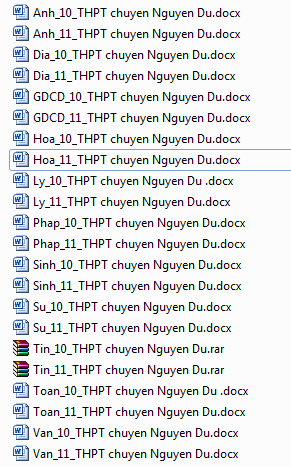 Anh_10_THPT chuyen Nguyen Du.docx
Anh_11_THPT chuyen Nguyen Du.docx
Dia_10_THPT chuyen Nguyen Du.docx
Dia_11_THPT chuyen Nguyen Du.docx
GDCD_10_THPT chuyen Nguyen Du.docx
GDCD_11_THPT chuyen Nguyen Du.docx
Hoa_10_THPT chuyen Nguyen Du.docx
Hoa_11_THPT chuyen Nguyen Du.docx
Ly_10_THPT chuyen Nguyen Du .docx
Ly_11_THPT chuyen Nguyen Du.docx
Phap_10_THPT chuyen Nguyen Du.docx
Phap_11_THPT chuyen Nguyen Du.docx
Sinh_10_THPT chuyen Nguyen Du.docx
Sinh_11_THPT chuyen Nguyen Du.docx
Su_10_THPT chuyen Nguyen Du.docx
Su_11_THPT chuyen Nguyen Du.docx
Tin_10_THPT chuyen Nguyen Du.rar
Tin_11_THPT chuyen Nguyen Du.rar
Toan_10_THPT chuyen Nguyen Du .docx
Toan_11_THPT chuyen Nguyen Du.docx
Van_10_THPT chuyen Nguyen Du.docx
Van_11_THPT chuyen Nguyen Du.docx